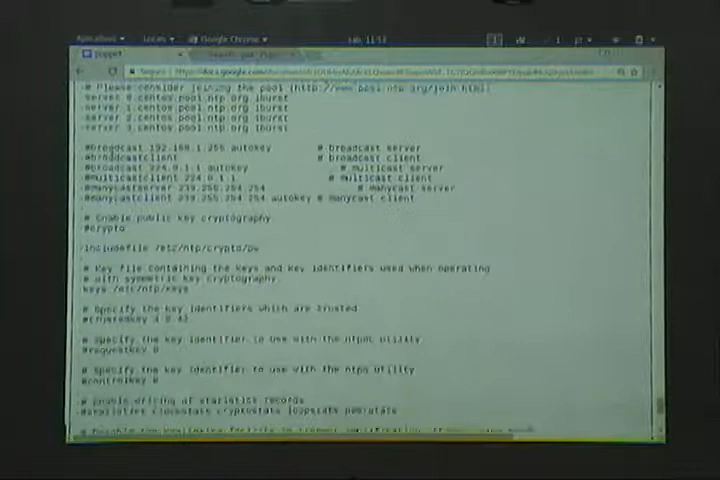 Google Chrome
# Please consider joining the pool (http://www.pool.ntp.org/join.html)
server 0.centos.pool.ntp.org iburst
server 1.centos.pool.ntp.org iburst
server 2.centos.pool.ntp.org iburst
server 3.centos.pool.ntp.org iburst
#broadcast 192.168.1.255 autokey # broadcast server
#broadcastclient # broadcast client
#broadcast 224.0.1.1 autokey # multicast server
#multicastclient 224.0.1.1 # multicast client
#manycastserver 239.255.254.254 # manycast server
#manycastclient 239.255.254.254 autokey # manycast client
# Enable public key cryptography
#crypto
includefile /etc/ntp/crypto/pw
# Key file containing the keys and key identifiers used when operating
# with symmetric key cryptography
keys /etc/ntp/keys
# Specify the key identifiers which are trusted
#trustedkey 4 8 42
# Specify the key identifier to use with the ntpdc utility
#requestkey 8
# Specify the key identifier to use with the ntpq utility
#controlkey 8
# Enable writing of statistics records
#statistics clockstats cryptostats loopstats peerstats